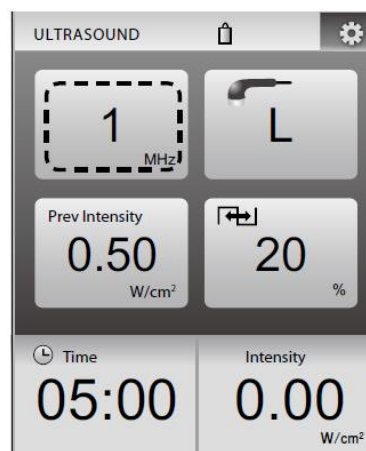 ULTRASOUND
1
MHz
L
Prev Intensity
0.50
W/cm²
20
%
Time
05:00
Intensity
0.00
W/cm²